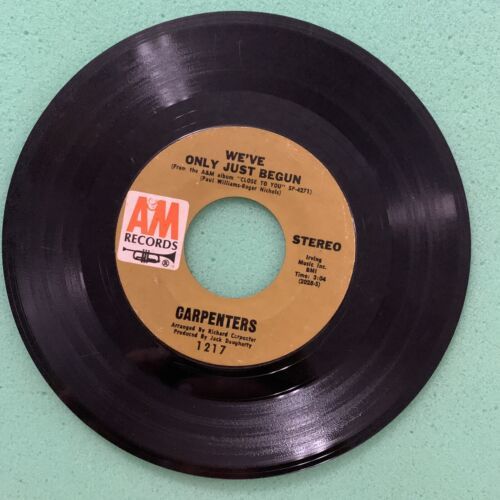 WE'VE
ONLY JUST BEGUN
(From the A&M album "CLOSE TO YOU" SP-4271)
(Paul Williams-Roger Nichols)
A&M
RECORDS
®
STEREO
Irving
Music Inc.
BMI
Time: 3:04
(2028-S)
CARPENTERS
Arranged By Richard Carpenter
Produced By Jack Daugherty
1217